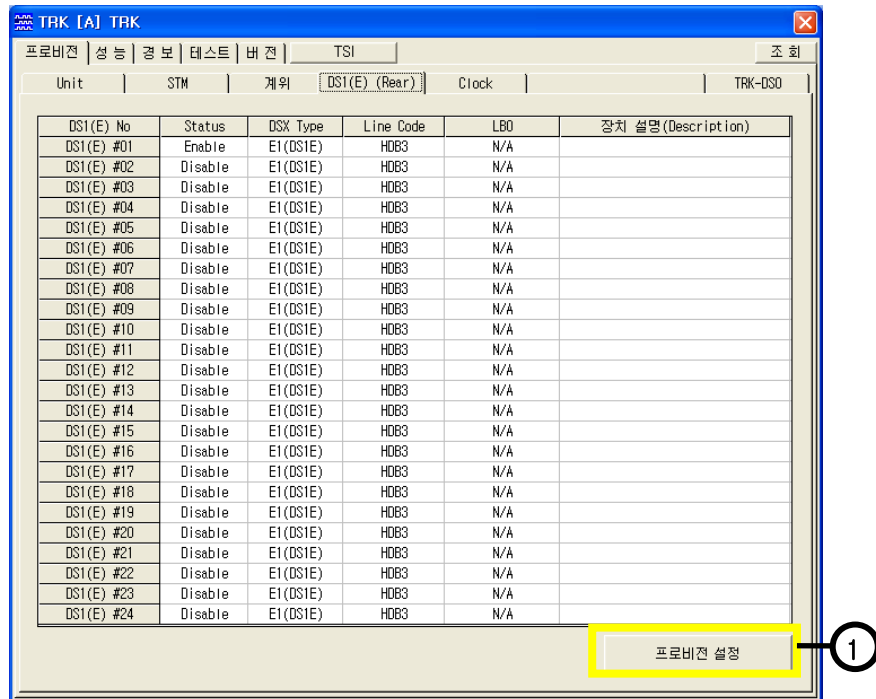 TRK [A] TRK
프로비젼 성 능 경 보 테스트 버 젼 TSI 조 회
Unit STM 계위 DS1(E) (Rear) Clock TRK-DS0
DS1(E) No Status DSX Type Line Code LBO 장치 설명(Description)
DS1(E) #01 Enable E1(DS1E) HDB3 N/A
DS1(E) #02 Disable E1(DS1E) HDB3 N/A
DS1(E) #03 Disable E1(DS1E) HDB3 N/A
DS1(E) #04 Disable E1(DS1E) HDB3 N/A
DS1(E) #05 Disable E1(DS1E) HDB3 N/A
DS1(E) #06 Disable E1(DS1E) HDB3 N/A
DS1(E) #07 Disable E1(DS1E) HDB3 N/A
DS1(E) #08 Disable E1(DS1E) HDB3 N/A
DS1(E) #09 Disable E1(DS1E) HDB3 N/A
DS1(E) #10 Disable E1(DS1E) HDB3 N/A
DS1(E) #11 Disable E1(DS1E) HDB3 N/A
DS1(E) #12 Disable E1(DS1E) HDB3 N/A
DS1(E) #13 Disable E1(DS1E) HDB3 N/A
DS1(E) #14 Disable E1(DS1E) HDB3 N/A
DS1(E) #15 Disable E1(DS1E) HDB3 N/A
DS1(E) #16 Disable E1(DS1E) HDB3 N/A
DS1(E) #17 Disable E1(DS1E) HDB3 N/A
DS1(E) #18 Disable E1(DS1E) HDB3 N/A
DS1(E) #19 Disable E1(DS1E) HDB3 N/A
DS1(E) #20 Disable E1(DS1E) HDB3 N/A
DS1(E) #21 Disable E1(DS1E) HDB3 N/A
DS1(E) #22 Disable E1(DS1E) HDB3 N/A
DS1(E) #23 Disable E1(DS1E) HDB3 N/A
DS1(E) #24 Disable E1(DS1E) HDB3 N/A
프로비젼 설정 1